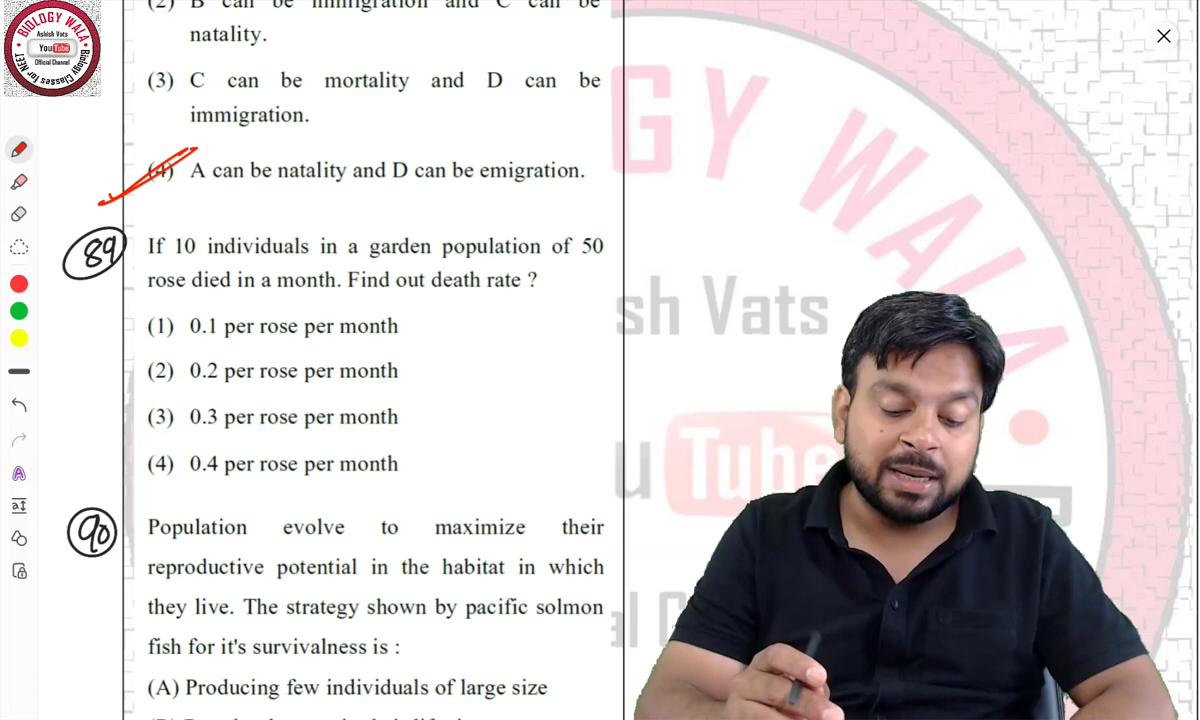 BIOLOGY WALA
Ashish Vats
YouTube
Official Channel
Biology Classes for NEET
(2) B can be immigration and C can be
natality.
(3) C can be mortality and D can be
immigration.
(4) A can be natality and D can be emigration.
89
If 10 individuals in a garden population of 50
rose died in a month. Find out death rate ?
(1) 0.1 per rose per month
(2) 0.2 per rose per month
(3) 0.3 per rose per month
(4) 0.4 per rose per month
90
Population evolve to maximize their
reproductive potential in the habitat in which
they live. The strategy shown by pacific solmon
fish for it's survivalness is :
(A) Producing few individuals of large size
GY WALA
sh Vats
u Tube
al C